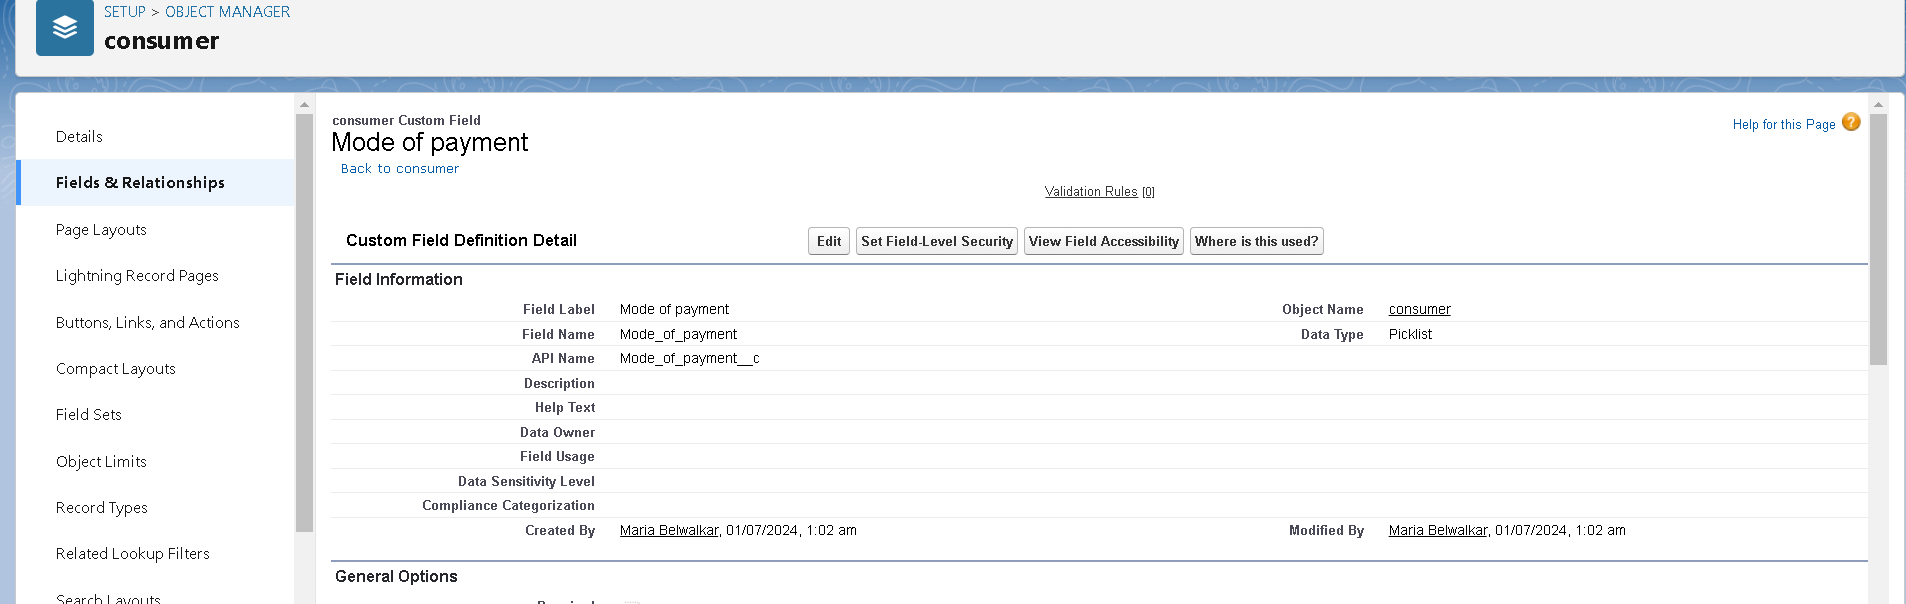 SETUP > OBJECT MANAGER
consumer
Details
Fields & Relationships
Page Layouts
Lightning Record Pages
Buttons, Links, and Actions
Compact Layouts
Field Sets
Object Limits
Record Types
Related Lookup Filters
Search Layouts
consumer Custom Field
Mode of payment
Back to consumer
Help for this Page ?
Validation Rules [0]
Custom Field Definition Detail
Edit
Set Field-Level Security
View Field Accessibility
Where is this used?
Field Information
Field Label Mode of payment Object Name consumer
Field Name Mode_of_payment Data Type Picklist
API Name Mode_of_payment__c
Description
Help Text
Data Owner
Field Usage
Data Sensitivity Level
Compliance Categorization
Created By Maria Belwalkar, 01/07/2024, 1:02 am Modified By Maria Belwalkar, 01/07/2024, 1:02 am
General Options